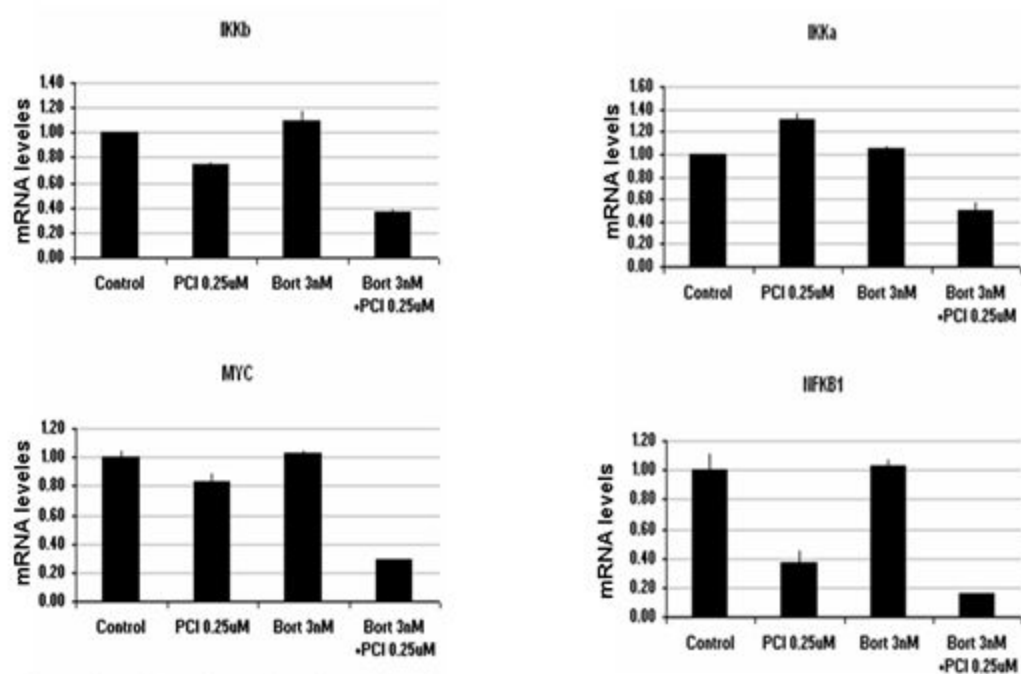 IKKb
mRNA leveles
1.40
1.20
1.00
0.80
0.60
0.40
0.20
0.00
Control PCI 0.25uM Bort 3nM Bort 3nM
+PCI 0.25uM
IKKa
mRNA levels
1.60
1.40
1.20
1.00
0.80
0.60
0.40
0.20
0.00
Control PCI 0.25uM Bort 3nM Bort 3nM
+PCI 0.25uM
MYC
mRNA leveles
1.20
1.00
0.80
0.60
0.40
0.20
0.00
Control PCI 0.25uM Bort 3nM Bort 3nM
+PCI 0.25uM
NFKB1
mRNA levels
1.20
1.00
0.80
0.60
0.40
0.20
0.00
Control PCI 0.25uM Bort 3nM Bort 3nM
+PCI 0.25uM